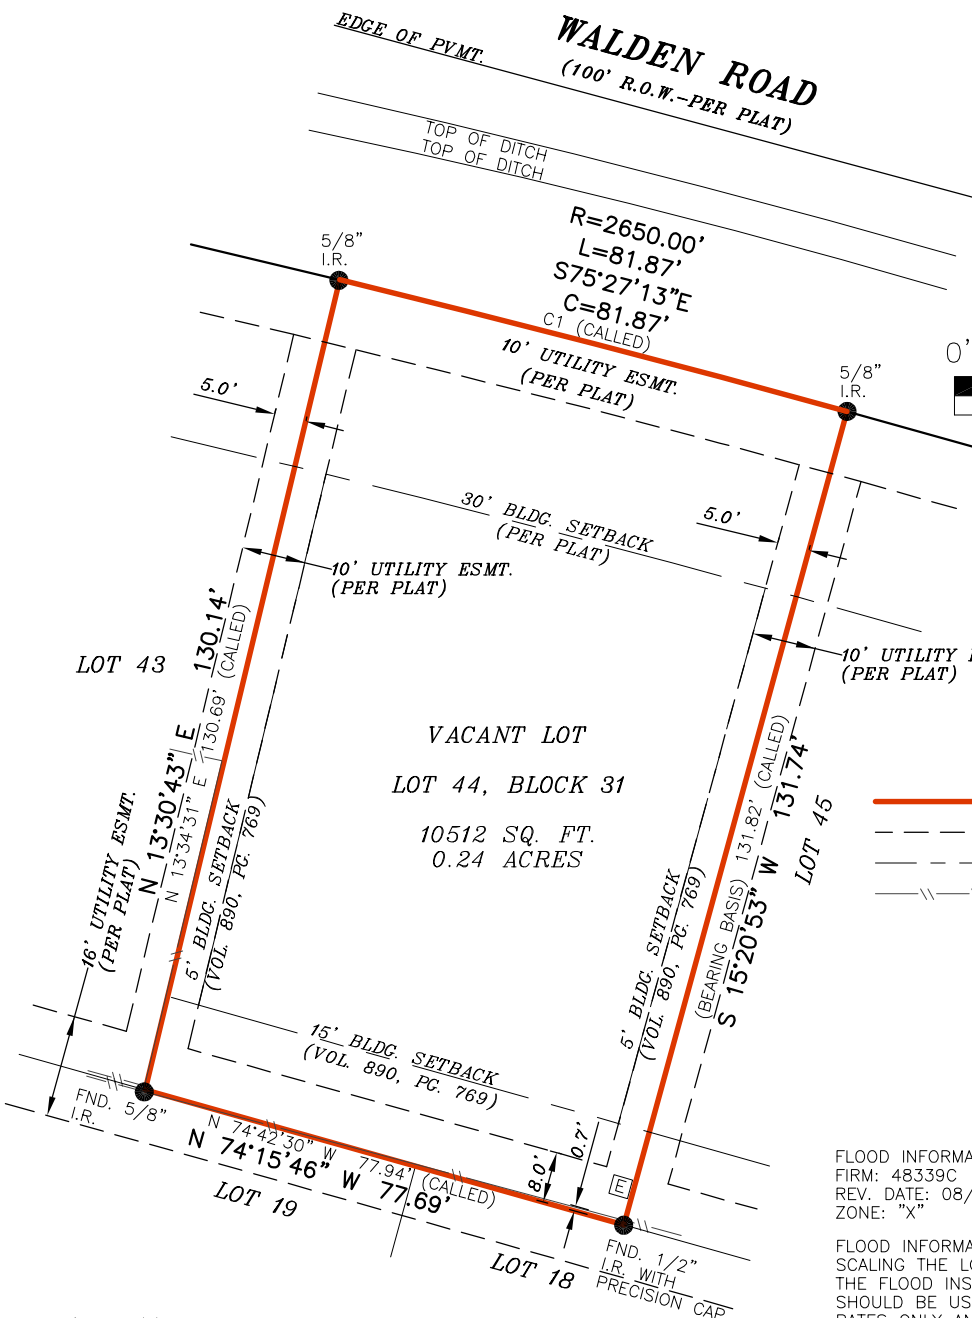 EDGE OF PVMT.
WALDEN ROAD
(100' R.O.W.-PER PLAT)
TOP OF DITCH
TOP OF DITCH
R=2650.00'
L=81.87'
S75°27'13"E
C=81.87'
C1 (CALLED)
5/8"
I.R.
5/8"
I.R.
0'
10' UTILITY ESMT.
(PER PLAT)
5.0'
30' BLDG. SETBACK
(PER PLAT)
5.0'
10' UTILITY ESMT.
(PER PLAT)
10' UTILITY
(PER PLAT)
LOT 43
N 13°30'43" E 130.14'
N 13°34'31" E 130.69' (CALLED)
VACANT LOT
LOT 44, BLOCK 31
10512 SQ. FT.
0.24 ACRES
(BEARING BASIS) 131.82' (CALLED)
S 15°20'53" W 131.74'
LOT 45
16' UTILITY ESMT.
(PER PLAT)
5' BLDG. SETBACK
(VOL. 890, PG. 769)
5' BLDG. SETBACK
(VOL. 890, PG. 769)
15' BLDG. SETBACK
(VOL. 890, PG. 769)
FND. 5/8"
I.R.
N 74°42'30" W 77.94' (CALLED)
N 74°15'46" W 77.69'
8.0'
0.7'
E
LOT 19
LOT 18
FND. 1/2"
I.R. WITH
PRECISION CAP
FLOOD INFORMA
FIRM: 48339C
REV. DATE: 08/
ZONE: "X"
FLOOD INFORMA
SCALING THE LO
THE FLOOD INS
SHOULD BE US
RATES ONLY AN